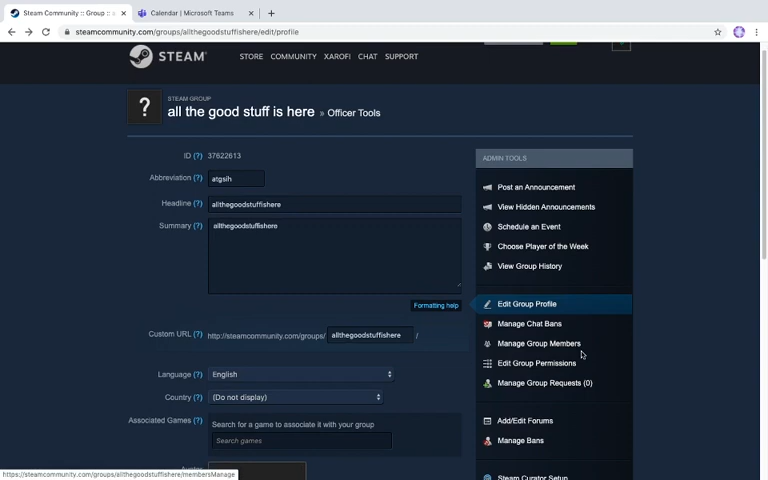 Steam Community :: Group :: a
Calendar | Microsoft Teams
steamcommunity.com/groups/allthegoodstuffishere/edit/profile
STEAM
STORE COMMUNITY XAROFI CHAT SUPPORT
?
STEAM GROUP
all the good stuff is here » Officer Tools
ID (?) 37622613
Abbreviation (?) atgsih
Headline (?) allthegoodstuffishere
Summary (?) allthegoodstuffishere
Formatting help
Custom URL (?) http://steamcommunity.com/groups/ allthegoodstuffishere /
Language (?) English
Country (?) (Do not display)
Associated Games (?) Search for a game to associate it with your group
Search games
ADMIN TOOLS
Post an Announcement
View Hidden Announcements
Schedule an Event
Choose Player of the Week
View Group History
Edit Group Profile
Manage Chat Bans
Manage Group Members
Edit Group Permissions
Manage Group Requests (0)
Add/Edit Forums
Manage Bans
Steam Curator Setup
https://steamcommunity.com/groups/allthegoodstuffishere/membersManage